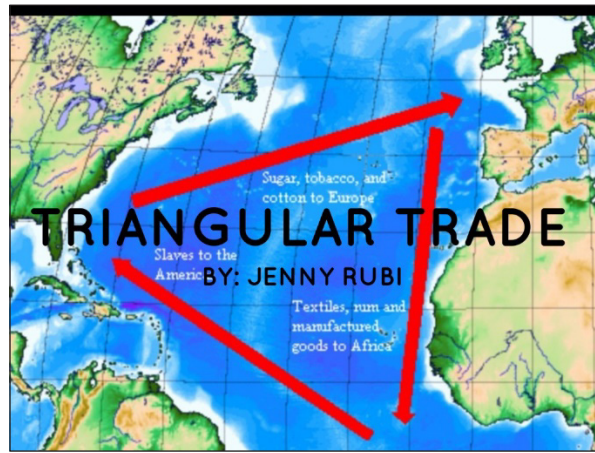 Sugar, tobacco, and
cotton to Europe
TRIANGULAR TRADE
Slaves to the
BY: JENNY RUBI
Textiles, rum and
manufactured
goods to Africa